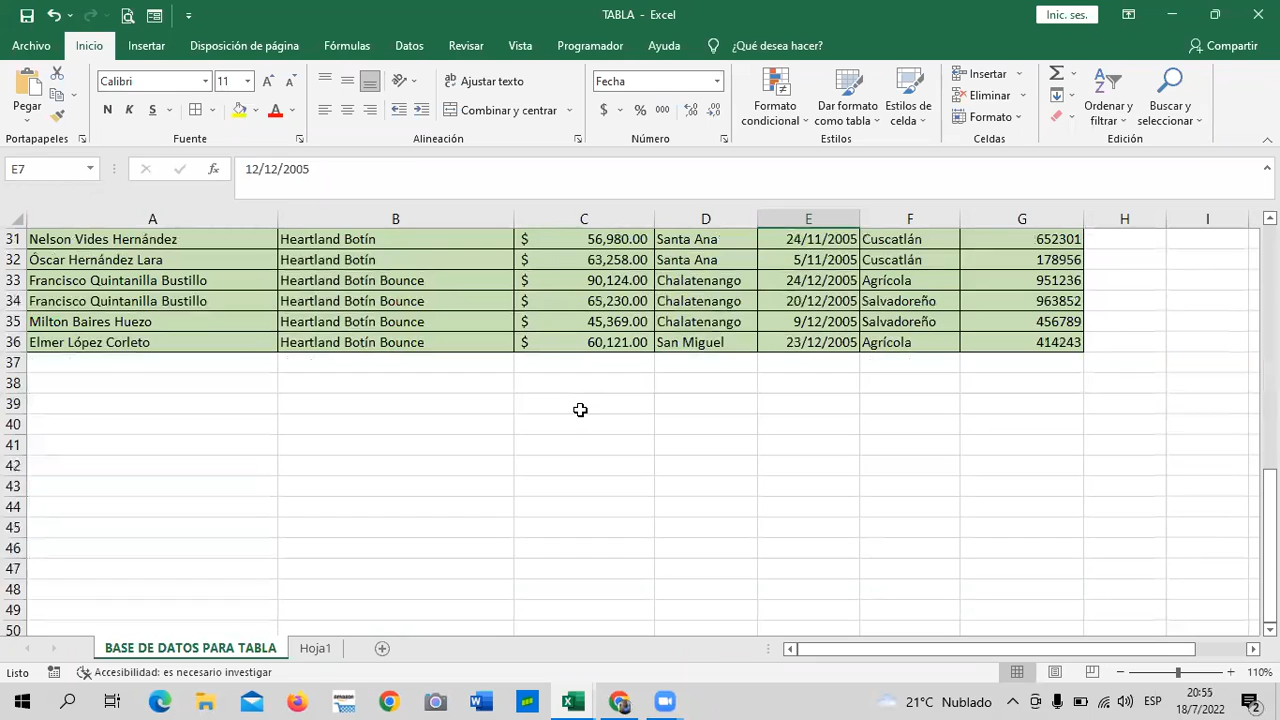 TABLA - Excel
Inic. ses.
Archivo Inicio Insertar Disposición de página Fórmulas Datos Revisar Vista Programador Ayuda ¿Qué desea hacer? Compartir
Pegar
Calibri 11
N K S
Ajustar texto
Combinar y centrar
Fecha
$ % 000
Formato condicional
Dar formato como tabla
Estilos de celda
Insertar
Eliminar
Formato
Ordenar y filtrar
Buscar y seleccionar
Portapapeles Fuente Alineación Número Estilos Celdas Edición
E7 fx 12/12/2005
A B C D E F G H I
31 Nelson Vides Hernández Heartland Botín $ 56,980.00 Santa Ana 24/11/2005 Cuscatlán 652301
32 Óscar Hernández Lara Heartland Botín $ 63,258.00 Santa Ana 5/11/2005 Cuscatlán 178956
33 Francisco Quintanilla Bustillo Heartland Botín Bounce $ 90,124.00 Chalatenango 24/12/2005 Agrícola 951236
34 Francisco Quintanilla Bustillo Heartland Botín Bounce $ 65,230.00 Chalatenango 20/12/2005 Salvadoreño 963852
35 Milton Baires Huezo Heartland Botín Bounce $ 45,369.00 Chalatenango 9/12/2005 Salvadoreño 456789
36 Elmer López Corleto Heartland Botín Bounce $ 60,121.00 San Miguel 23/12/2005 Agrícola 414243
37
38
39
40
41
42
43
44
45
46
47
48
49
50
BASE DE DATOS PARA TABLA Hoja1
Listo Accesibilidad: es necesario investigar 110%
21°C Nublado ESP 20:55
18/7/2022 2